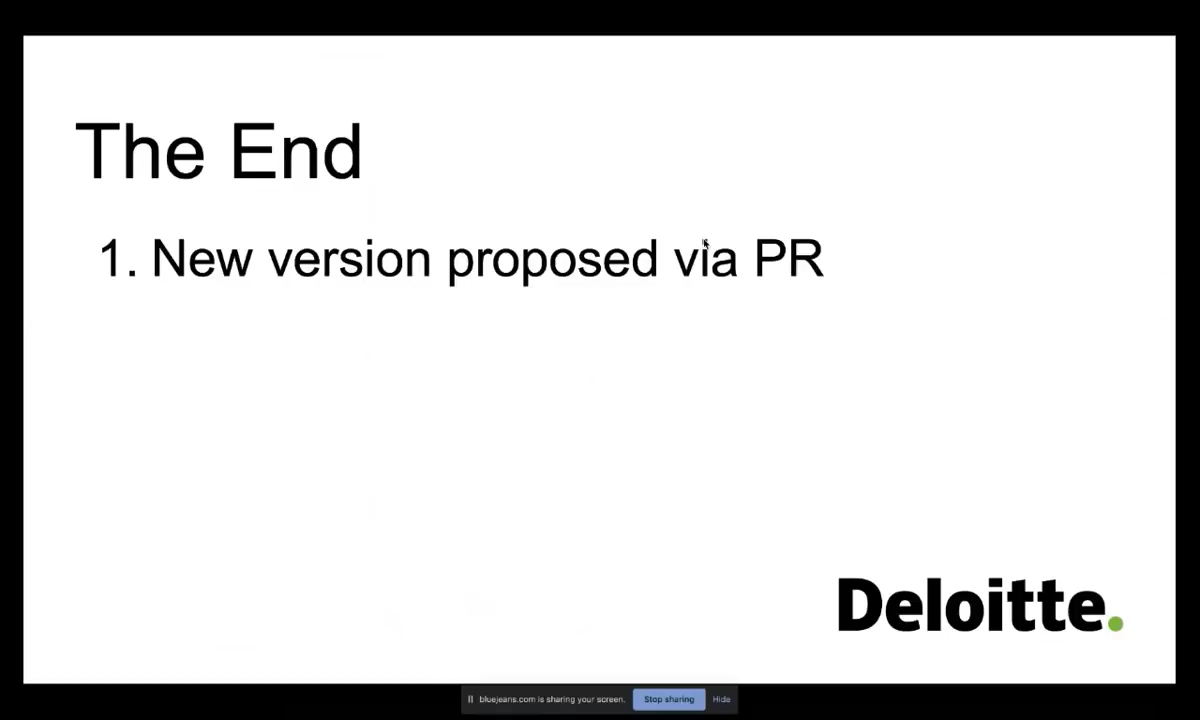 The End
1. New version proposed via PR
Deloitte.
bluejeans.com is sharing your screen. Stop sharing Hide